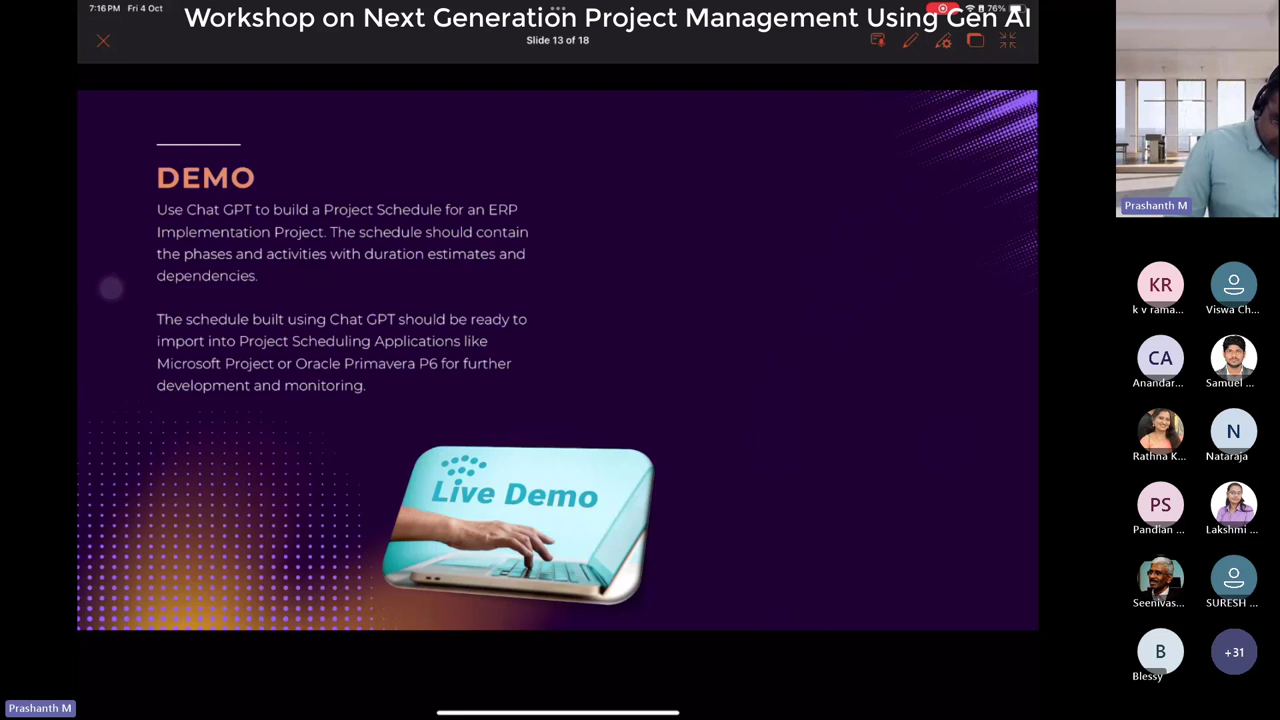 7:16 PM Fri 4 Oct
Workshop on Next Generation Project Management Using Gen AI
76%
Slide 13 of 18
DEMO
Use Chat GPT to build a Project Schedule for an ERP
Implementation Project. The schedule should contain
the phases and activities with duration estimates and
dependencies.
The schedule built using Chat GPT should be ready to
import into Project Scheduling Applications like
Microsoft Project or Oracle Primavera P6 for further
development and monitoring.
Live Demo
Prashanth M
KR
k v rama...
Viswa Ch...
CA
Anandar...
Samuel ...
Rathna K...
N
Nataraja
PS
Pandian ...
Lakshmi ...
Seenivas...
SURESH ...
B
Blessy
+31
Prashanth M